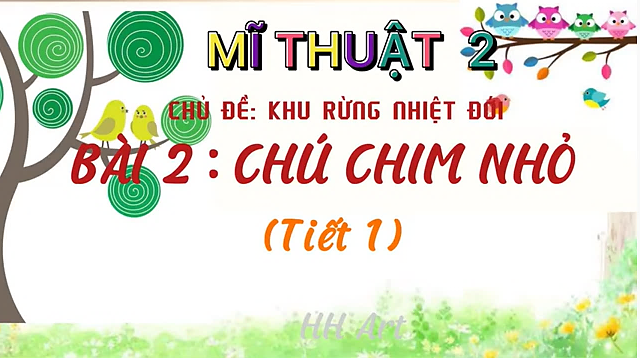 MĨ THUẬT 2
CHỦ ĐỀ: KHU RỪNG NHIỆT ĐỚI
BÀI 2 : CHÚ CHIM NHỎ
(Tiết 1)
HH Art